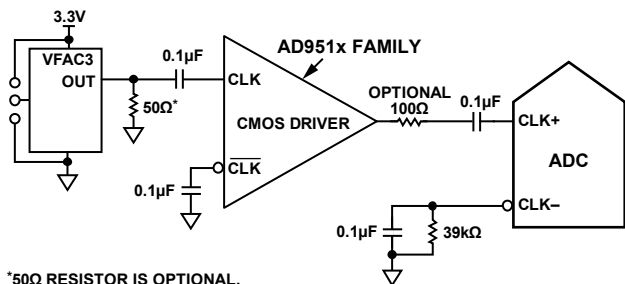 3.3V
VFAC3
OUT
0.1µF
50Ω*
CLK
CLK
0.1µF
AD951x FAMILY
CMOS DRIVER
OPTIONAL
100Ω
0.1µF
CLK+
ADC
CLK–
0.1µF
39kΩ
*50Ω RESISTOR IS OPTIONAL.